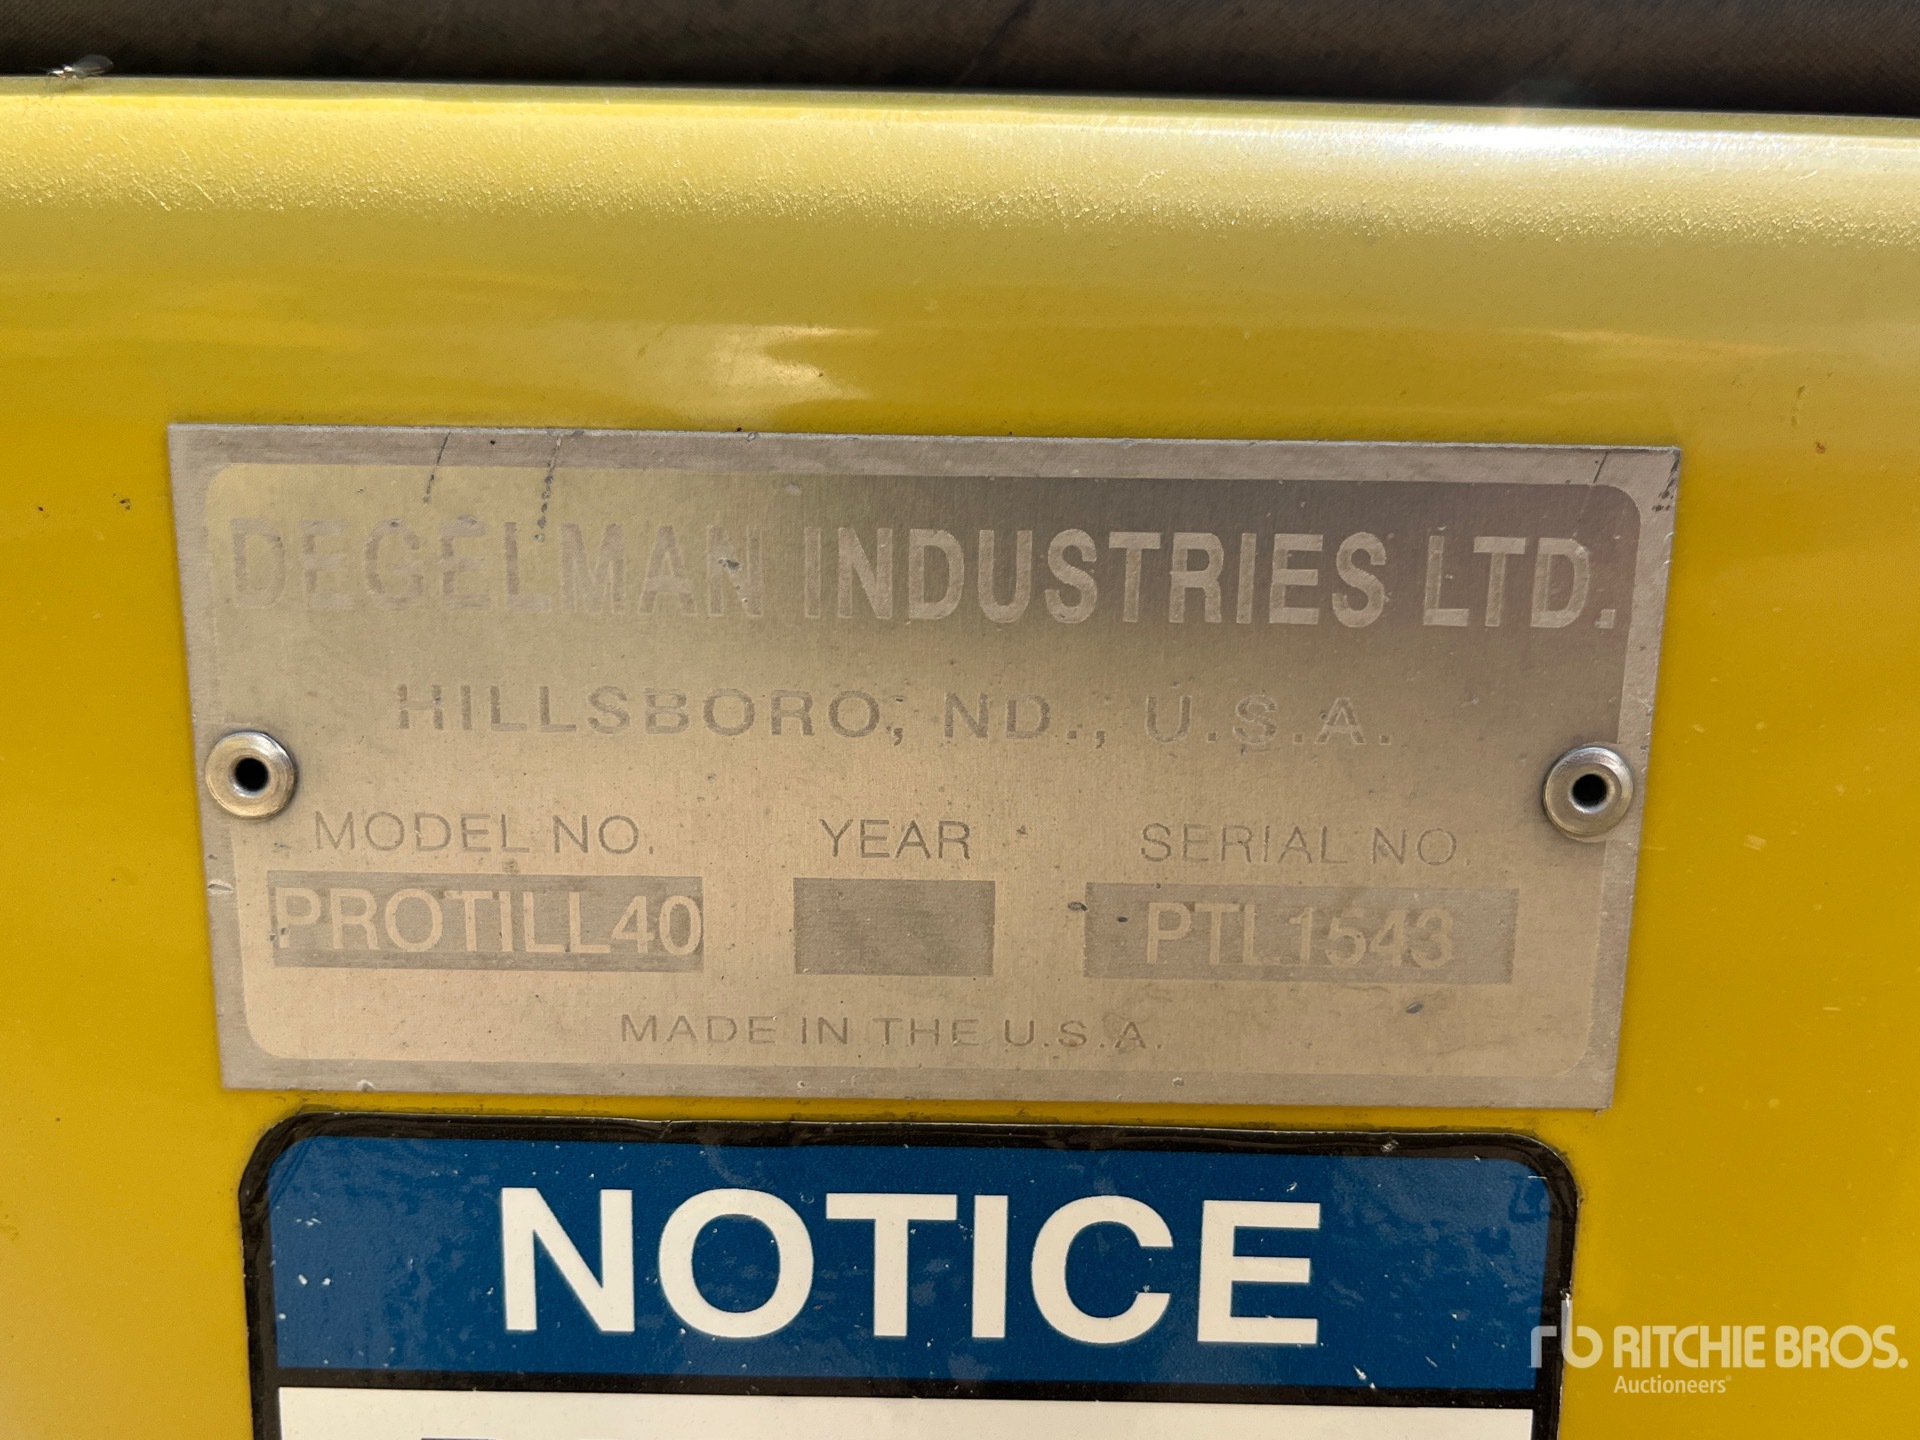 DEGELMAN INDUSTRIES LTD.
HILLSBORO, ND., U.S.A.
MODEL NO. YEAR SERIAL NO.
PROTILL40 PTL1543
MADE IN THE U.S.A.
NOTICE
rb RITCHIE BROS.
Auctioneers